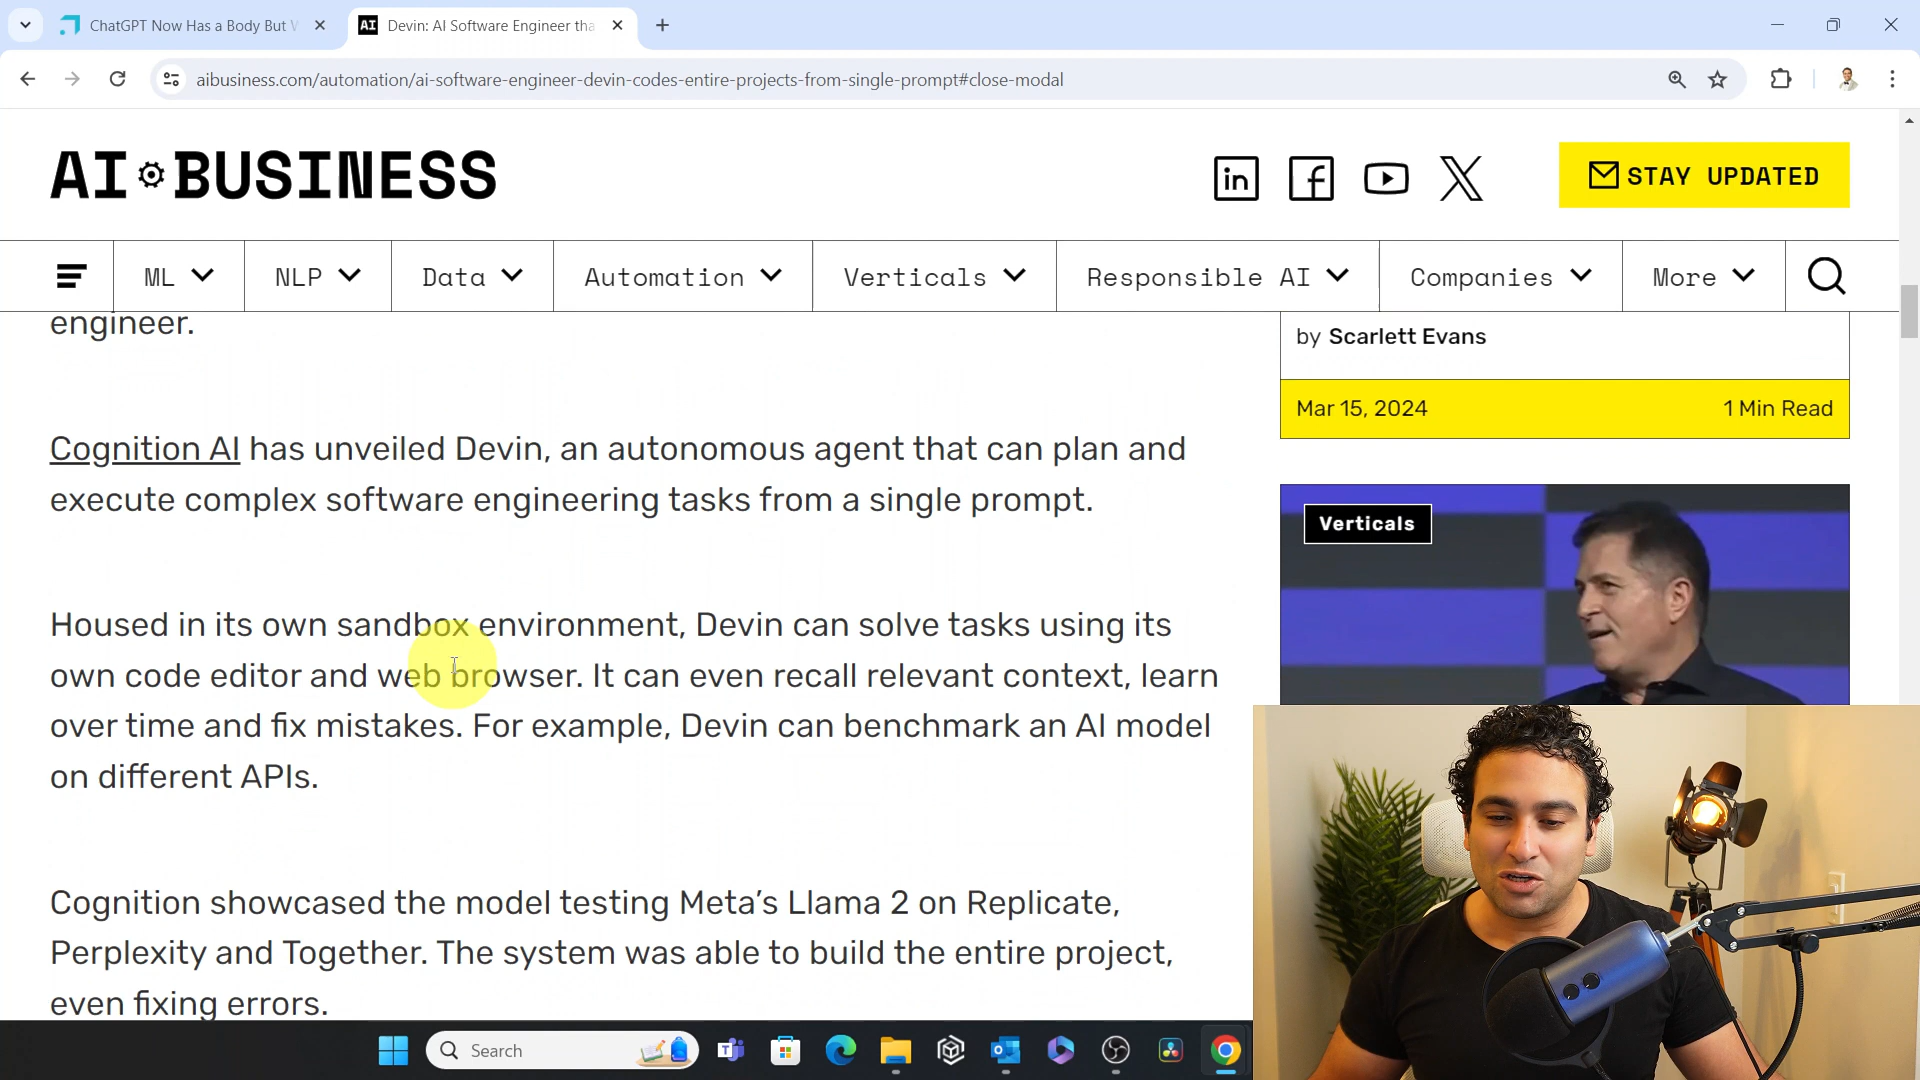 ChatGPT Now Has a Body But W
AI
Devin: AI Software Engineer tha
aibusiness.com/automation/ai-software-engineer-devin-codes-entire-projects-from-single-prompt#close-modal
AI BUSINESS
in
STAY UPDATED
ML
NLP
Data
Automation
Verticals
Responsible AI
Companies
More
engineer.
by Scarlett Evans
Mar 15, 2024
1 Min Read
Cognition AI has unveiled Devin, an autonomous agent that can plan and
execute complex software engineering tasks from a single prompt.
Verticals
Housed in its own sandbox environment, Devin can solve tasks using its
own code editor and web browser. It can even recall relevant context, learn
over time and fix mistakes. For example, Devin can benchmark an AI model
on different APIs.
Cognition showcased the model testing Meta’s Llama 2 on Replicate,
Perplexity and Together. The system was able to build the entire project,
even fixing errors.
Search